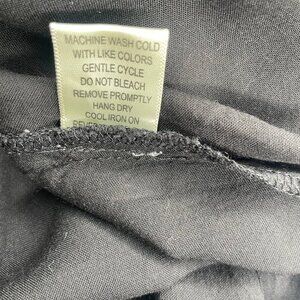 MACHINE WASH COLD
WITH LIKE COLORS
GENTLE CYCLE
DO NOT BLEACH
REMOVE PROMPTLY
HANG DRY
COOL IRON ON